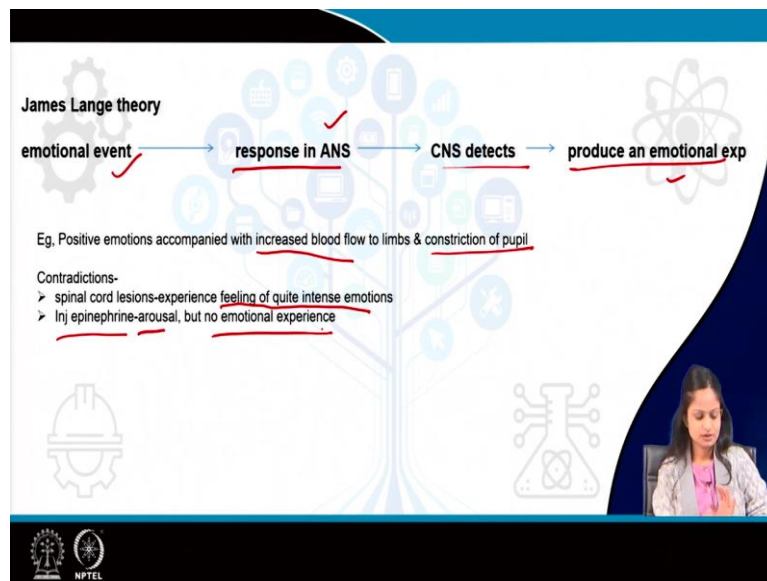 James Lange theory
emotional event response in ANS CNS detects produce an emotional exp
Eg, Positive emotions accompanied with increased blood flow to limbs & constriction of pupil
Contradictions-
➢ spinal cord lesions-experience feeling of quite intense emotions
➢ Inj epinephrine-arousal, but no emotional experience
NPTEL